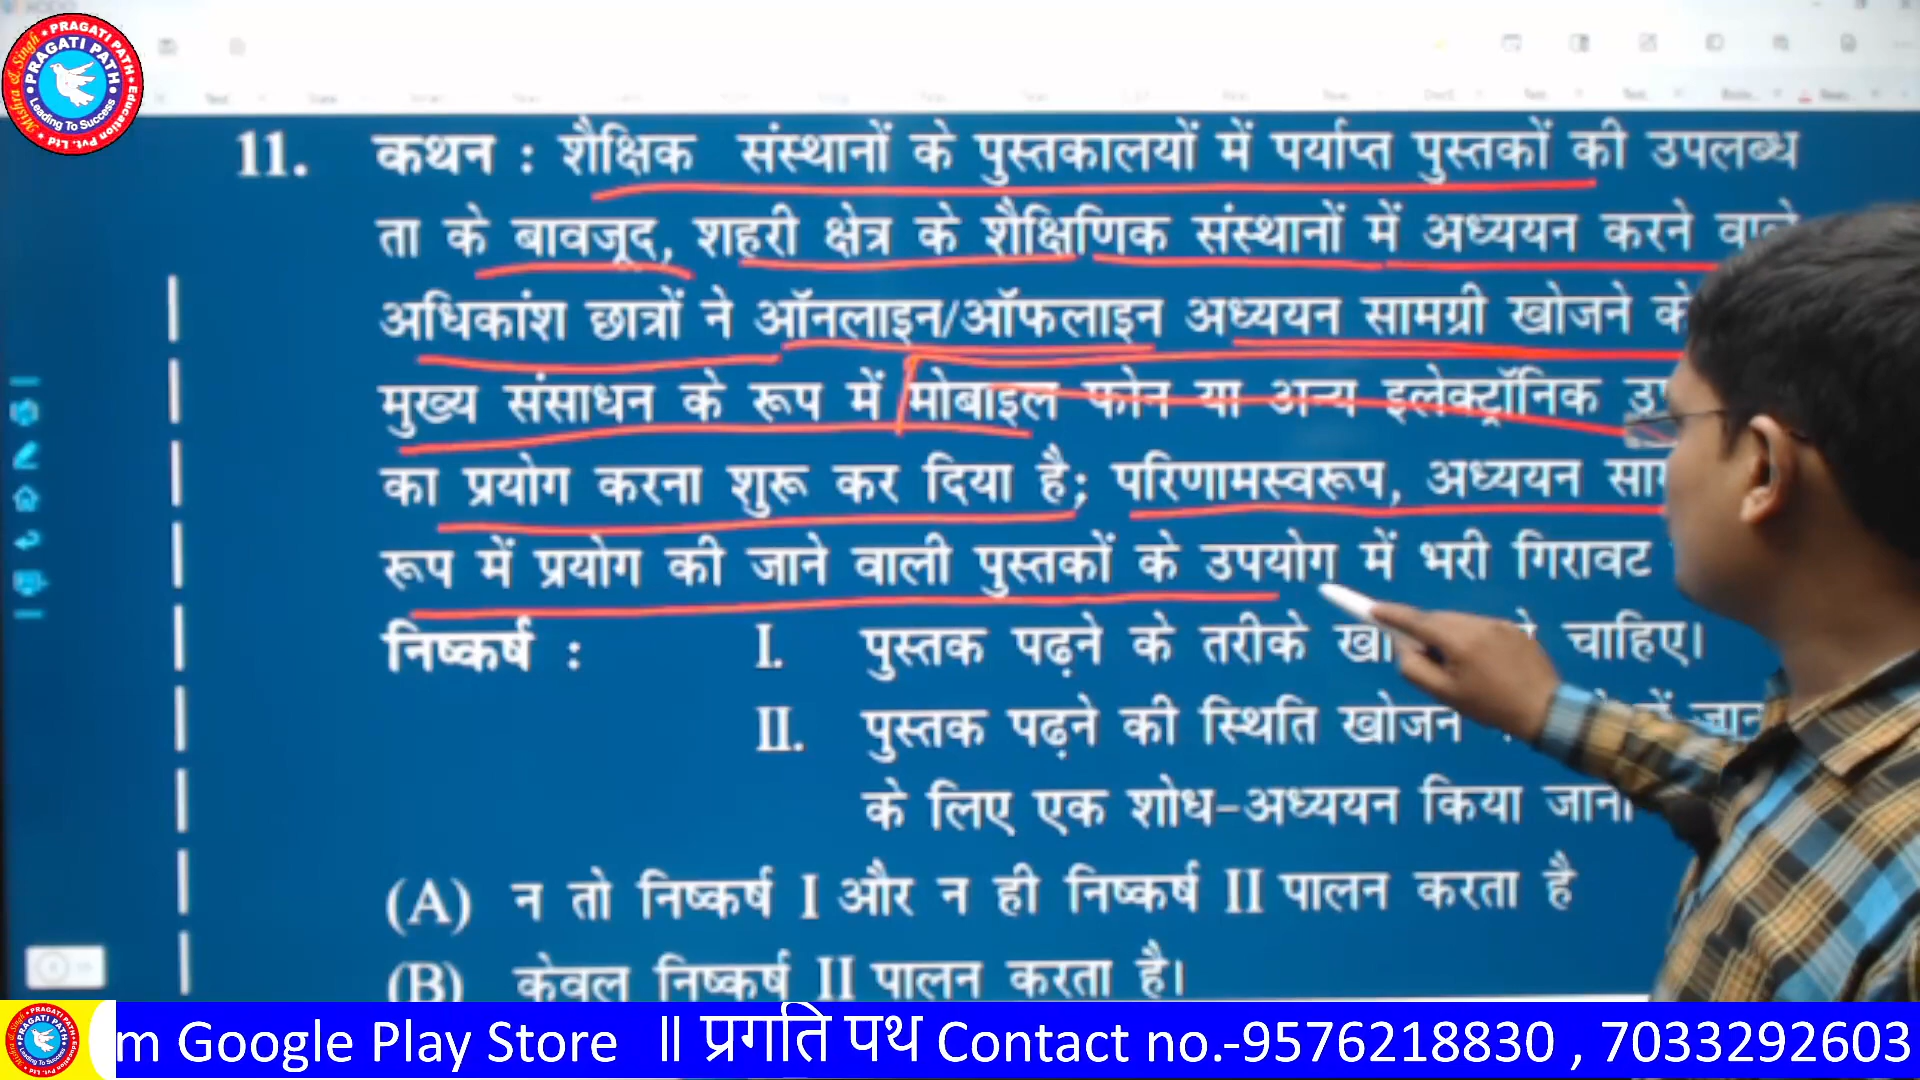 PRAGATI PATH
Mishra & Singh PRAGATI PATH Education Pvt. Ltd
Leading To Success
11. कथन : शैक्षिक संस्थानों के पुस्तकालयों में पर्याप्त पुस्तकों की उपलब्ध
ता के बावजूद, शहरी क्षेत्र के शैक्षिणिक संस्थानों में अध्ययन करने वाले
अधिकांश छात्रों ने ऑनलाइन/ऑफलाइन अध्ययन सामग्री खोजने के
मुख्य संसाधन के रूप में मोबाइल फोन या अन्य इलेक्ट्रॉनिक
का प्रयोग करना शुरू कर दिया है; परिणामस्वरूप, अध्ययन
रूप में प्रयोग की जाने वाली पुस्तकों के उपयोग में भरी गिरावट
निष्कर्ष : I. पुस्तक पढ़ने के तरीके चाहिए।
II. पुस्तक पढ़ने की स्थिति खोजन
के लिए एक शोध-अध्ययन किया जाना
(A) न तो निष्कर्ष I और न ही निष्कर्ष II पालन करता है
(B) केवल निष्कर्ष II पालन करता है।
m Google Play Store ॥ प्रगति पथ Contact no.-9576218830 , 7033292603